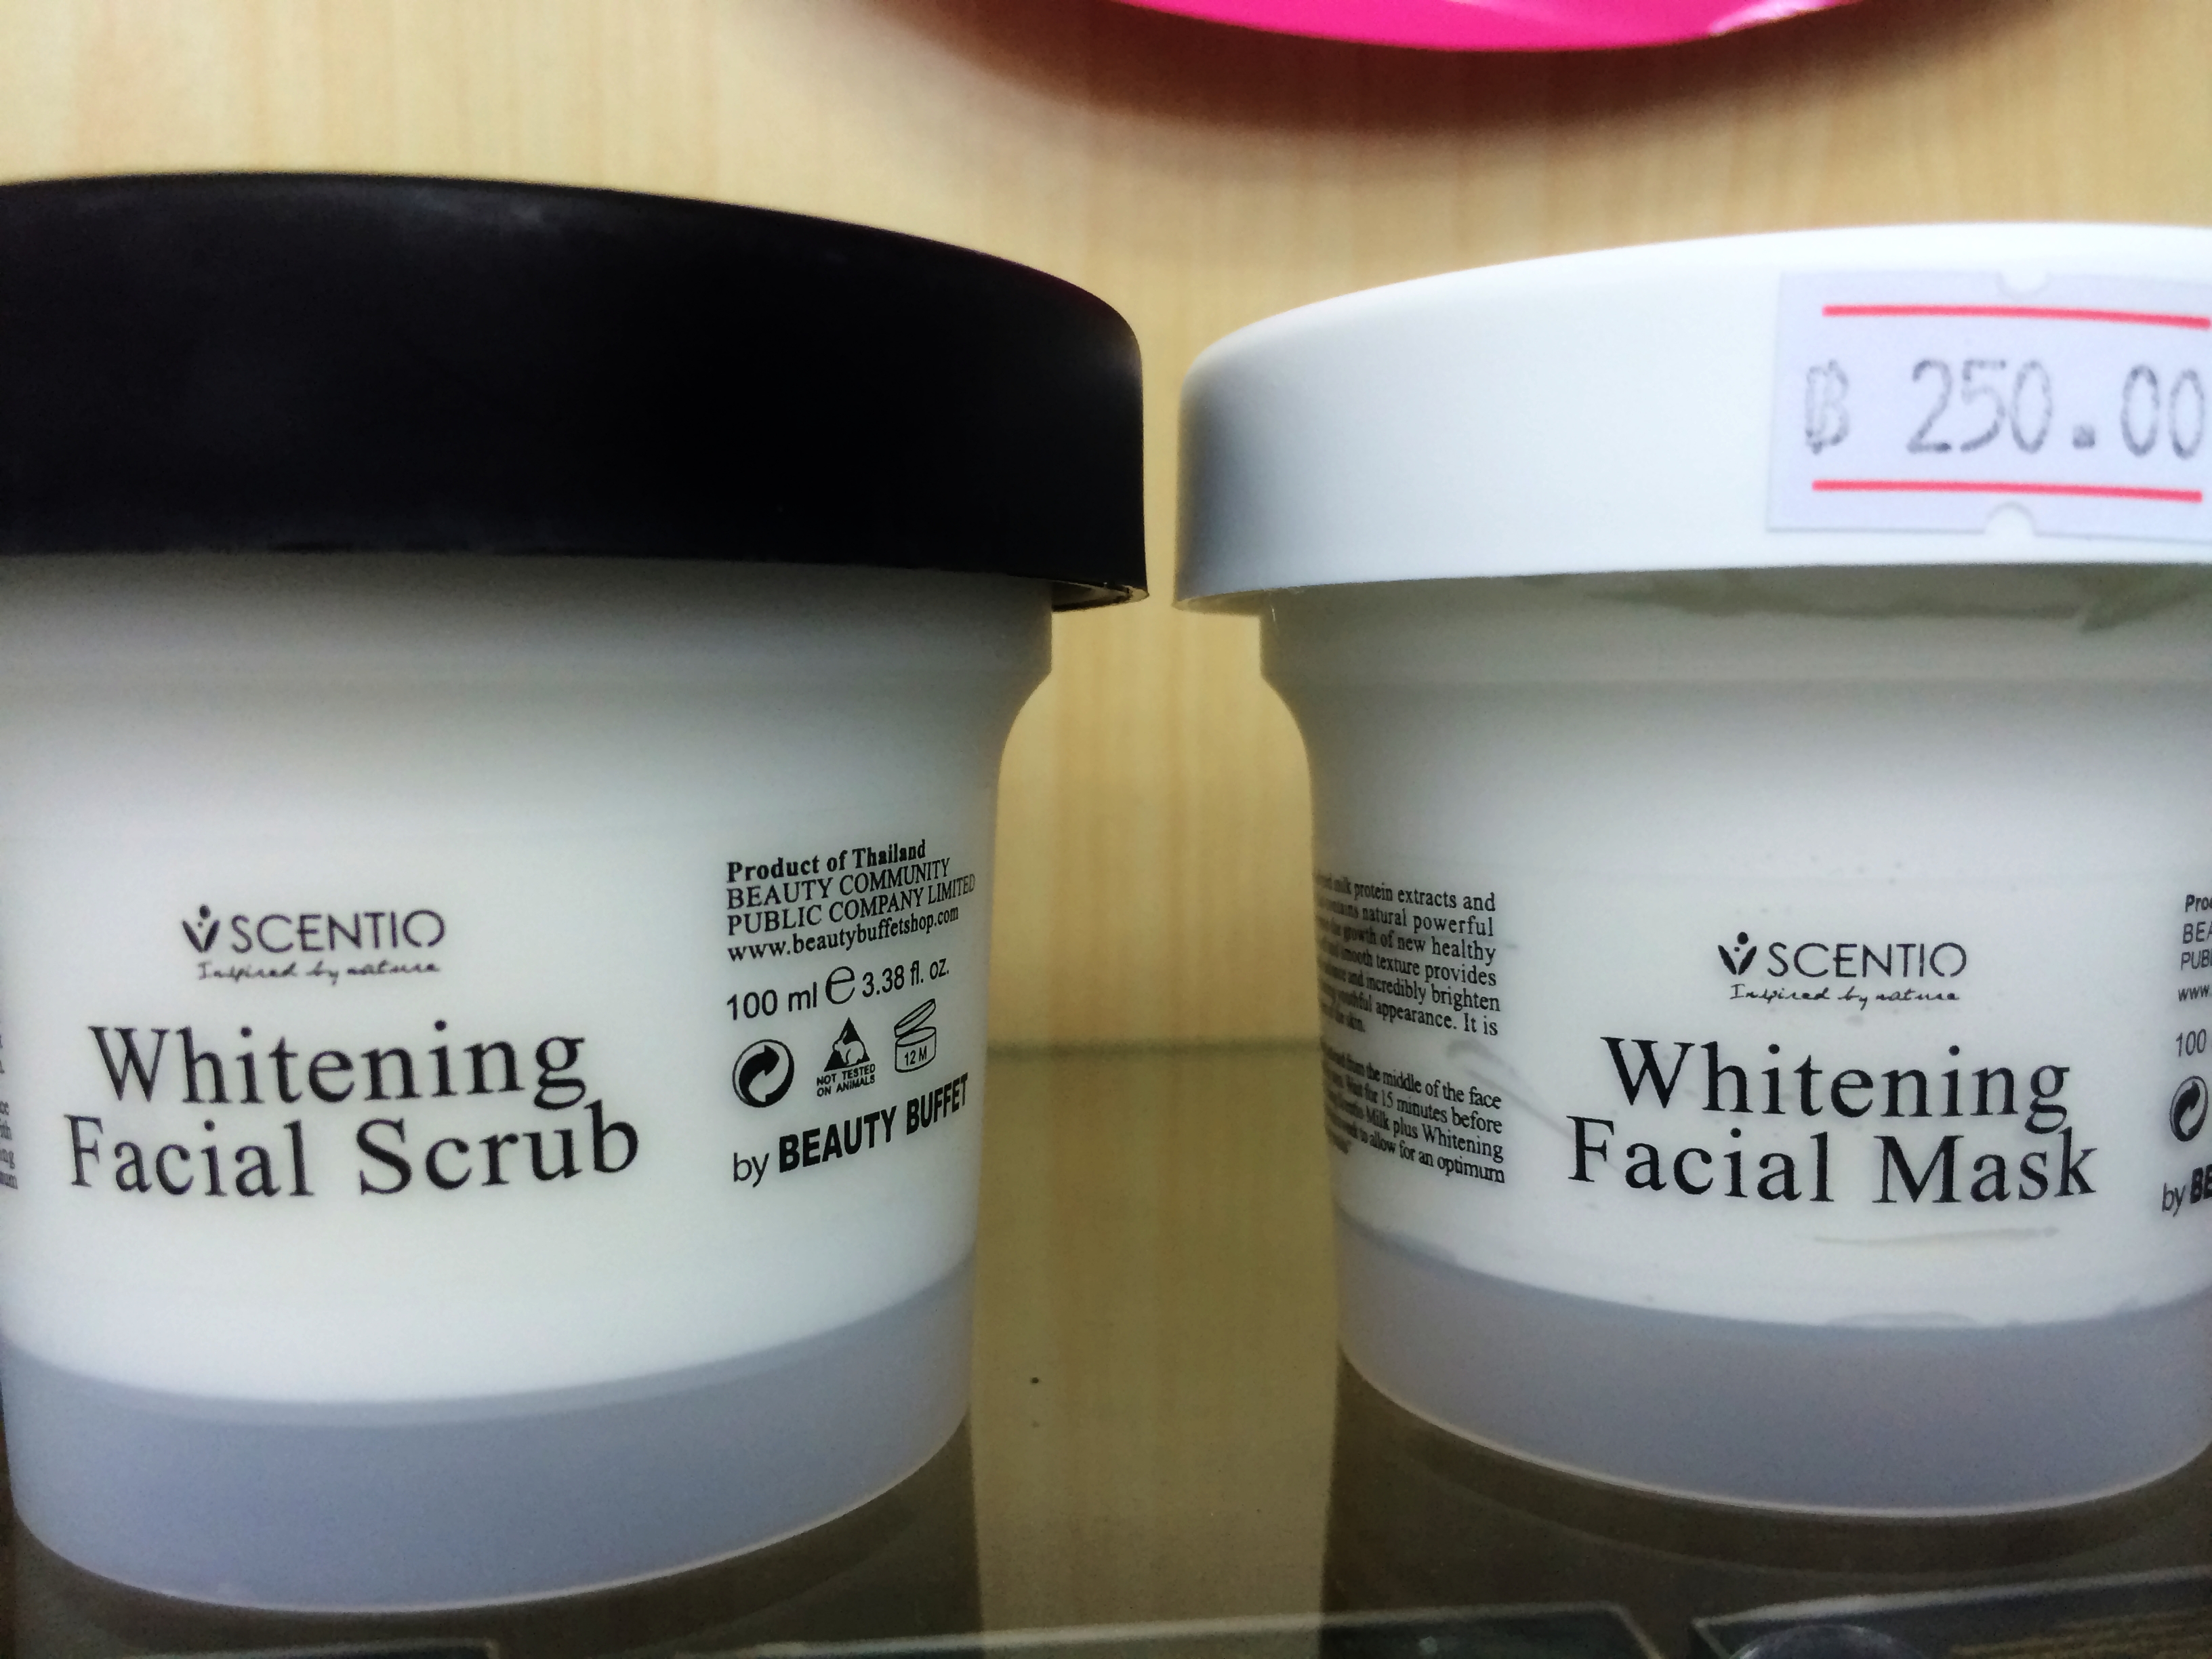 SCENTIO
Inspired by nature
Whitening
Facial Scrub
Product of Thailand
BEAUTY COMMUNITY
PUBLIC COMPANY LIMITED
www.beautybuffetshop.com
100 ml e 3.38 fl. oz.
NOT TESTED
ON ANIMALS
12 M
by BEAUTY BUFFET
฿ 250.00
milk protein extracts and
natural powerful
growth of new healthy
smooth texture provides
and incredibly brighten
youthful appearance. It is
skin.
from the middle of the face
for 15 minutes before
Milk plus Whitening
to allow for an optimum
SCENTIO
Inspired by nature
Whitening
Facial Mask
www.
100
by